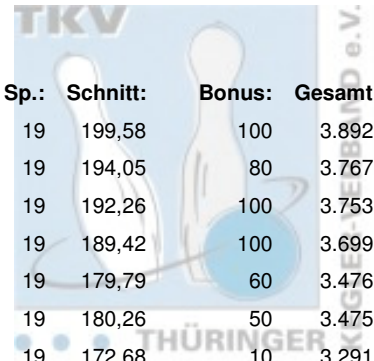 TKV
Sp.: Schnitt: Bonus: Gesamt
19 199,58 100 3.892
19 194,05 80 3.767
19 192,26 100 3.753
19 189,42 100 3.699
19 179,79 60 3.476
19 180,26 50 3.475
19 172,68 10 3.291
THÜRINGER
KEGLER-VERBAND e.V.